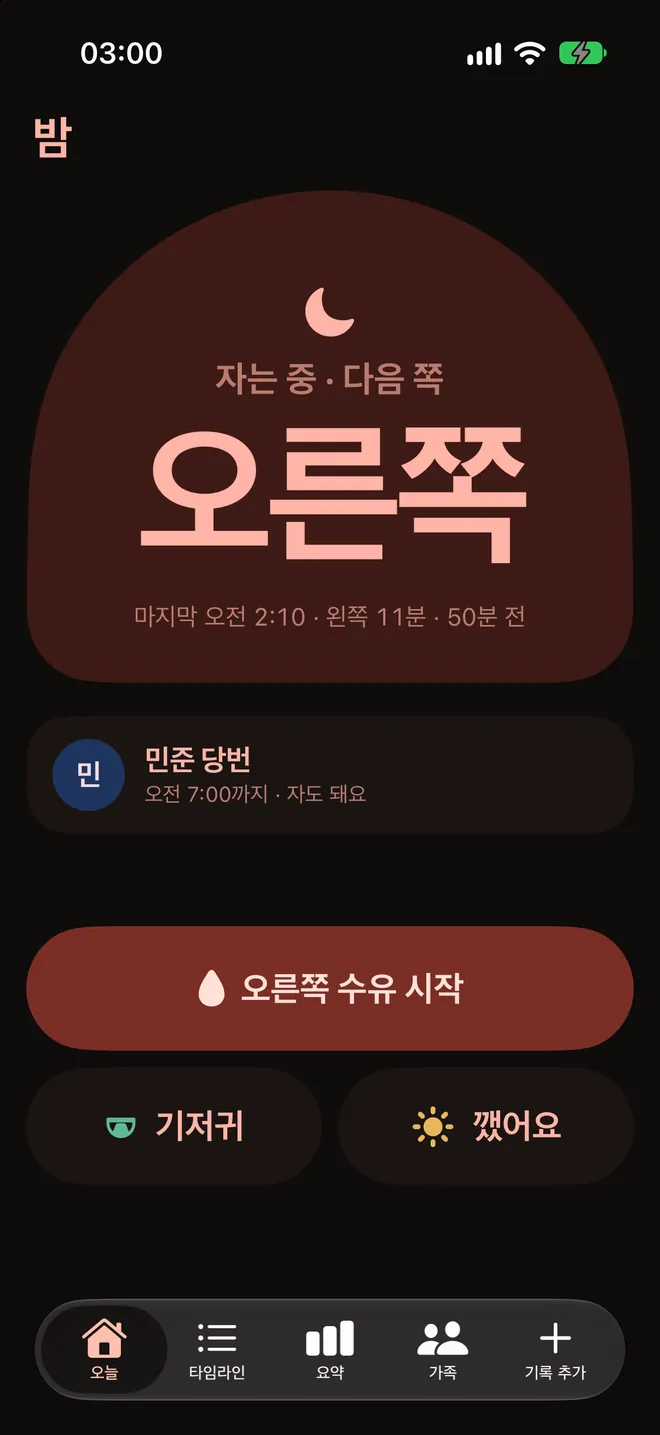 03:00
밤
자는 중 · 다음 쪽
오른쪽
마지막 오전 2:10 · 왼쪽 11분 · 50분 전
민
민준 당번
오전 7:00까지 · 자도 돼요
오른쪽 수유 시작
기저귀
깼어요
오늘
타임라인
요약
가족
기록 추가